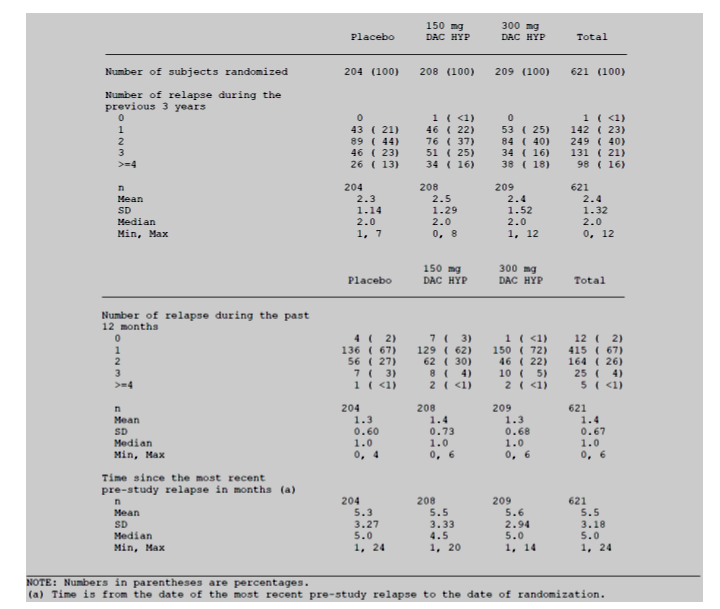 150 mg 300 mg
Placebo DAC HYP DAC HYP Total
Number of subjects randomized 204 (100) 208 (100) 209 (100) 621 (100)
Number of relapse during the
previous 3 years
0 0 1 ( <1) 0 1 ( <1)
1 43 ( 21) 46 ( 22) 53 ( 25) 142 ( 23)
2 89 ( 44) 76 ( 37) 84 ( 40) 249 ( 40)
3 46 ( 23) 51 ( 25) 34 ( 16) 131 ( 21)
>=4 26 ( 13) 34 ( 16) 38 ( 18) 98 ( 16)
n 204 208 209 621
Mean 2.3 2.5 2.4 2.4
SD 1.14 1.29 1.52 1.32
Median 2.0 2.0 2.0 2.0
Min, Max 1, 7 0, 8 1, 12 0, 12
150 mg 300 mg
Placebo DAC HYP DAC HYP Total
Number of relapse during the past
12 months
0 4 ( 2) 7 ( 3) 1 ( <1) 12 ( 2)
1 136 ( 67) 129 ( 62) 150 ( 72) 415 ( 67)
2 56 ( 27) 62 ( 30) 46 ( 22) 164 ( 26)
3 7 ( 3) 8 ( 4) 10 ( 5) 25 ( 4)
>=4 1 ( <1) 2 ( <1) 2 ( <1) 5 ( <1)
n 204 208 209 621
Mean 1.3 1.4 1.3 1.4
SD 0.60 0.73 0.68 0.67
Median 1.0 1.0 1.0 1.0
Min, Max 0, 4 0, 6 0, 6 0, 6
Time since the most recent
pre-study relapse in months (a)
n 204 208 209 621
Mean 5.3 5.5 5.6 5.5
SD 3.27 3.33 2.94 3.18
Median 5.0 4.5 5.0 5.0
Min, Max 1, 24 1, 20 1, 14 1, 24
NOTE: Numbers in parentheses are percentages.
(a) Time is from the date of the most recent pre-study relapse to the date of randomization.